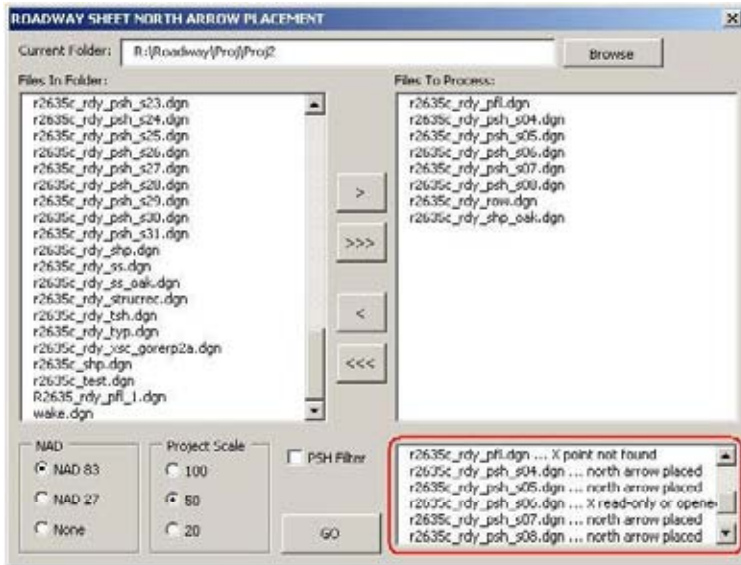 ROADWAY SHEET NORTH ARROW PLACEMENT
Current Folder: R:\Roadway\Proj\Proj2 Browse
Files In Folder:
r2635c_rdy_psh_s23.dgn
r2635c_rdy_psh_s24.dgn
r2635c_rdy_psh_s25.dgn
r2635c_rdy_psh_s26.dgn
r2635c_rdy_psh_s27.dgn
r2635c_rdy_psh_s28.dgn
r2635c_rdy_psh_s29.dgn
r2635c_rdy_psh_s30.dgn
r2635c_rdy_psh_s31.dgn
r2635c_rdy_shp.dgn
r2635c_rdy_ss.dgn
r2635c_rdy_ss_oak.dgn
r2635c_rdy_strucrec.dgn
r2635c_rdy_tsh.dgn
r2635c_rdy_typ.dgn
r2635c_rdy_xsc_gorerp2a.dgn
r2635c_shp.dgn
r2635c_test.dgn
R2635_rdy_pfl_1.dgn
wake.dgn
>
>>>
<
<<<
Files To Process:
r2635c_rdy_pfl.dgn
r2635c_rdy_psh_s04.dgn
r2635c_rdy_psh_s05.dgn
r2635c_rdy_psh_s06.dgn
r2635c_rdy_psh_s07.dgn
r2635c_rdy_psh_s08.dgn
r2635c_rdy_row.dgn
r2635c_rdy_shp_oak.dgn
NAD
NAD 83
NAD 27
None
Project Scale
100
50
20
PSH Filter
GO
r2635c_rdy_pfl.dgn ... X point not found
r2635c_rdy_psh_s04.dgn ... north arrow placed
r2635c_rdy_psh_s05.dgn ... north arrow placed
r2635c_rdy_psh_s06.dgn ... X read-only or opene
r2635c_rdy_psh_s07.dgn ... north arrow placed
r2635c_rdy_psh_s08.dgn ... north arrow placed